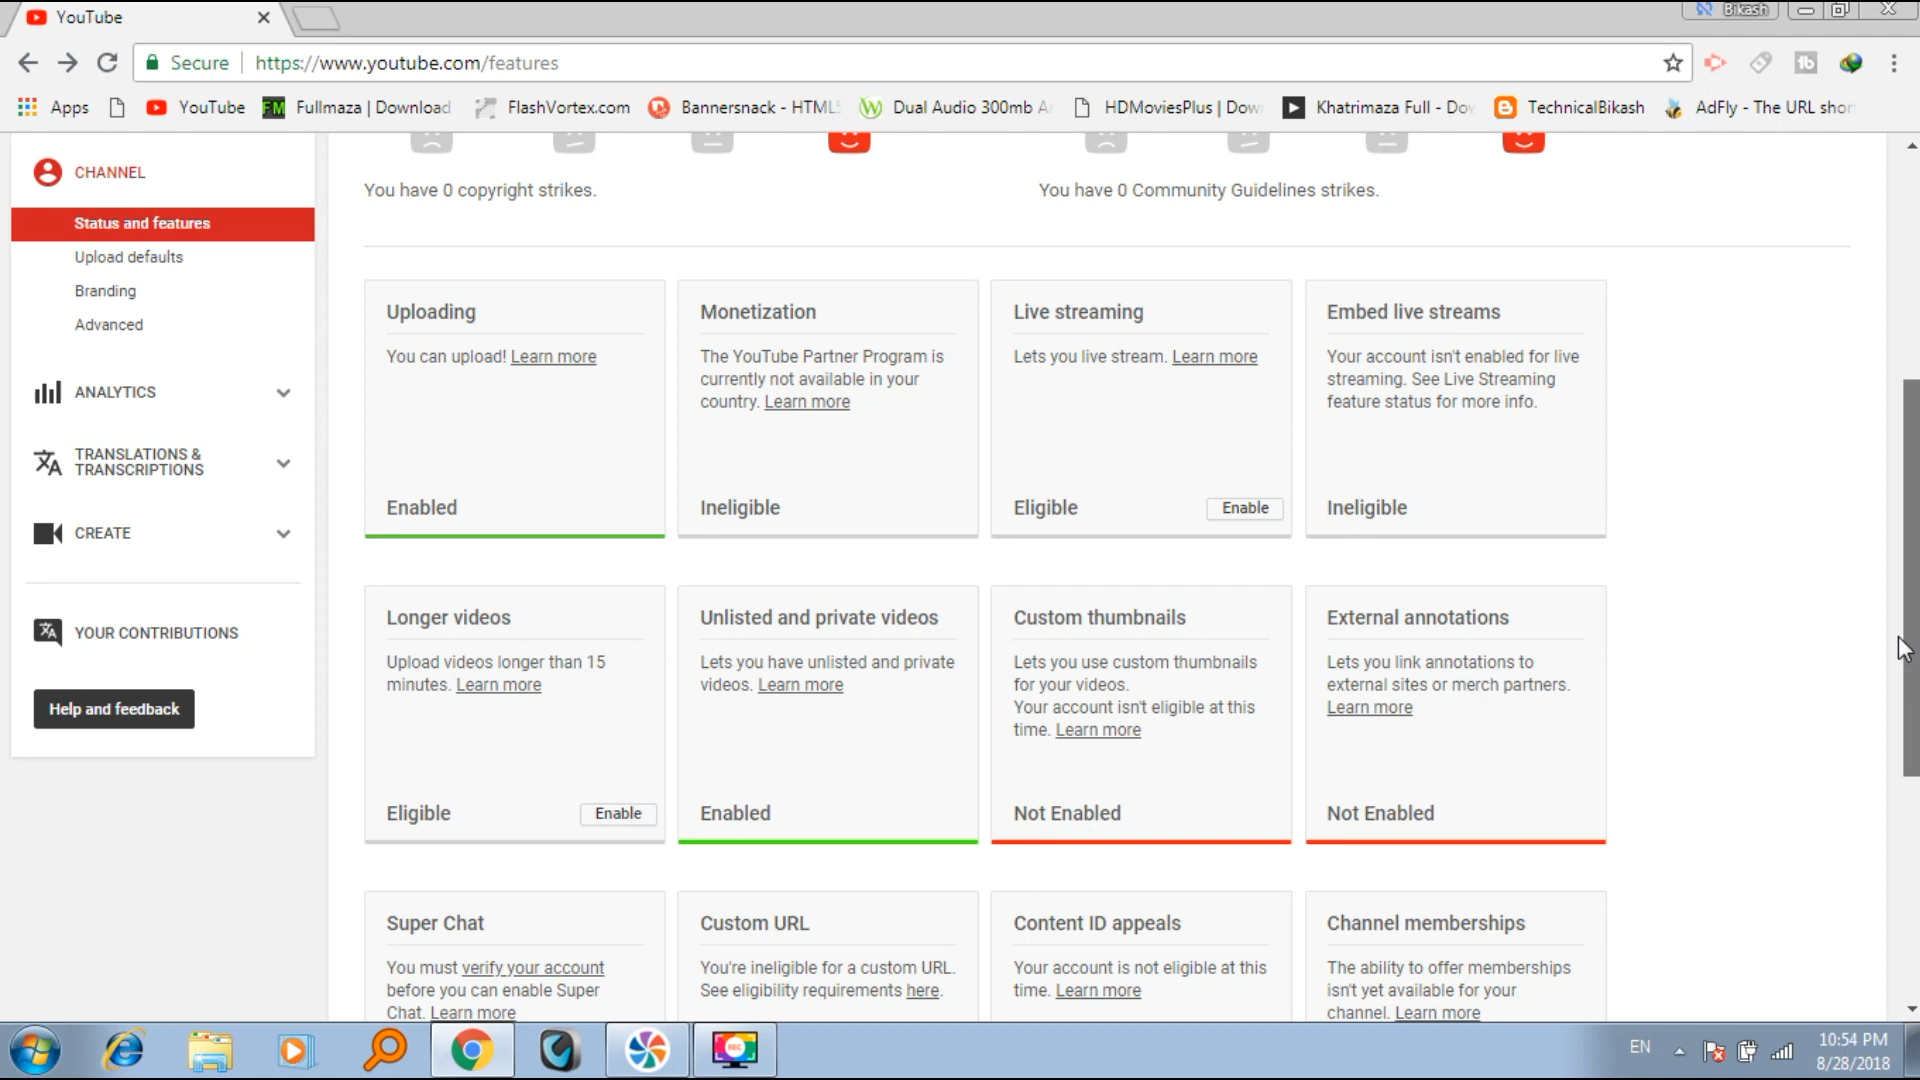 YouTube
Bikash
Secure
https://www.youtube.com/features
Apps
YouTube
FM
Fullmaza | Download
FlashVortex.com
Bannersnack - HTML5
Dual Audio 300mb
HDMoviesPlus | Dow
Khatrimaza Full - Do
TechnicalBikash
AdFly - The URL shor
CHANNEL
Status and features
Upload defaults
Branding
Advanced
ANALYTICS
TRANSLATIONS &
TRANSCRIPTIONS
CREATE
YOUR CONTRIBUTIONS
Help and feedback
You have 0 copyright strikes.
You have 0 Community Guidelines strikes.
Uploading
You can upload! Learn more
Enabled
Monetization
The YouTube Partner Program is
currently not available in your
country. Learn more
Ineligible
Live streaming
Lets you live stream. Learn more
Eligible
Enable
Embed live streams
Your account isn't enabled for live
streaming. See Live Streaming
feature status for more info.
Ineligible
Longer videos
Upload videos longer than 15
minutes. Learn more
Eligible
Enable
Unlisted and private videos
Lets you have unlisted and private
videos. Learn more
Enabled
Custom thumbnails
Lets you use custom thumbnails
for your videos.
Your account isn't eligible at this
time. Learn more
Not Enabled
External annotations
Lets you link annotations to
external sites or merch partners.
Learn more
Not Enabled
Super Chat
You must verify your account
before you can enable Super
Chat. Learn more
Custom URL
You're ineligible for a custom URL.
See eligibility requirements here.
Content ID appeals
Your account is not eligible at this
time. Learn more
Channel memberships
The ability to offer memberships
isn't yet available for your
channel. Learn more
REC
EN
10:54 PM
8/28/2018